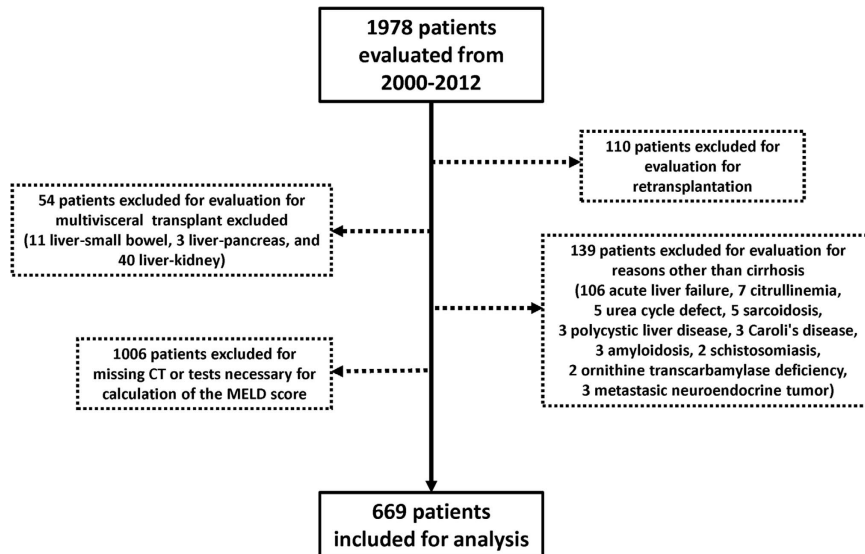 1978 patients
evaluated from
2000-2012
110 patients excluded for
evaluation for
retransplantation
54 patients excluded for evaluation for
multivisceral transplant excluded
(11 liver-small bowel, 3 liver-pancreas, and
40 liver-kidney)
139 patients excluded for evaluation for
reasons other than cirrhosis
(106 acute liver failure, 7 citrullinemia,
5 urea cycle defect, 5 sarcoidosis,
3 polycystic liver disease, 3 Caroli's disease,
3 amyloidosis, 2 schistosomiasis,
2 ornithine transcarbamylase deficiency,
3 metastasic neuroendocrine tumor)
1006 patients excluded for
missing CT or tests necessary for
calculation of the MELD score
669 patients
included for analysis